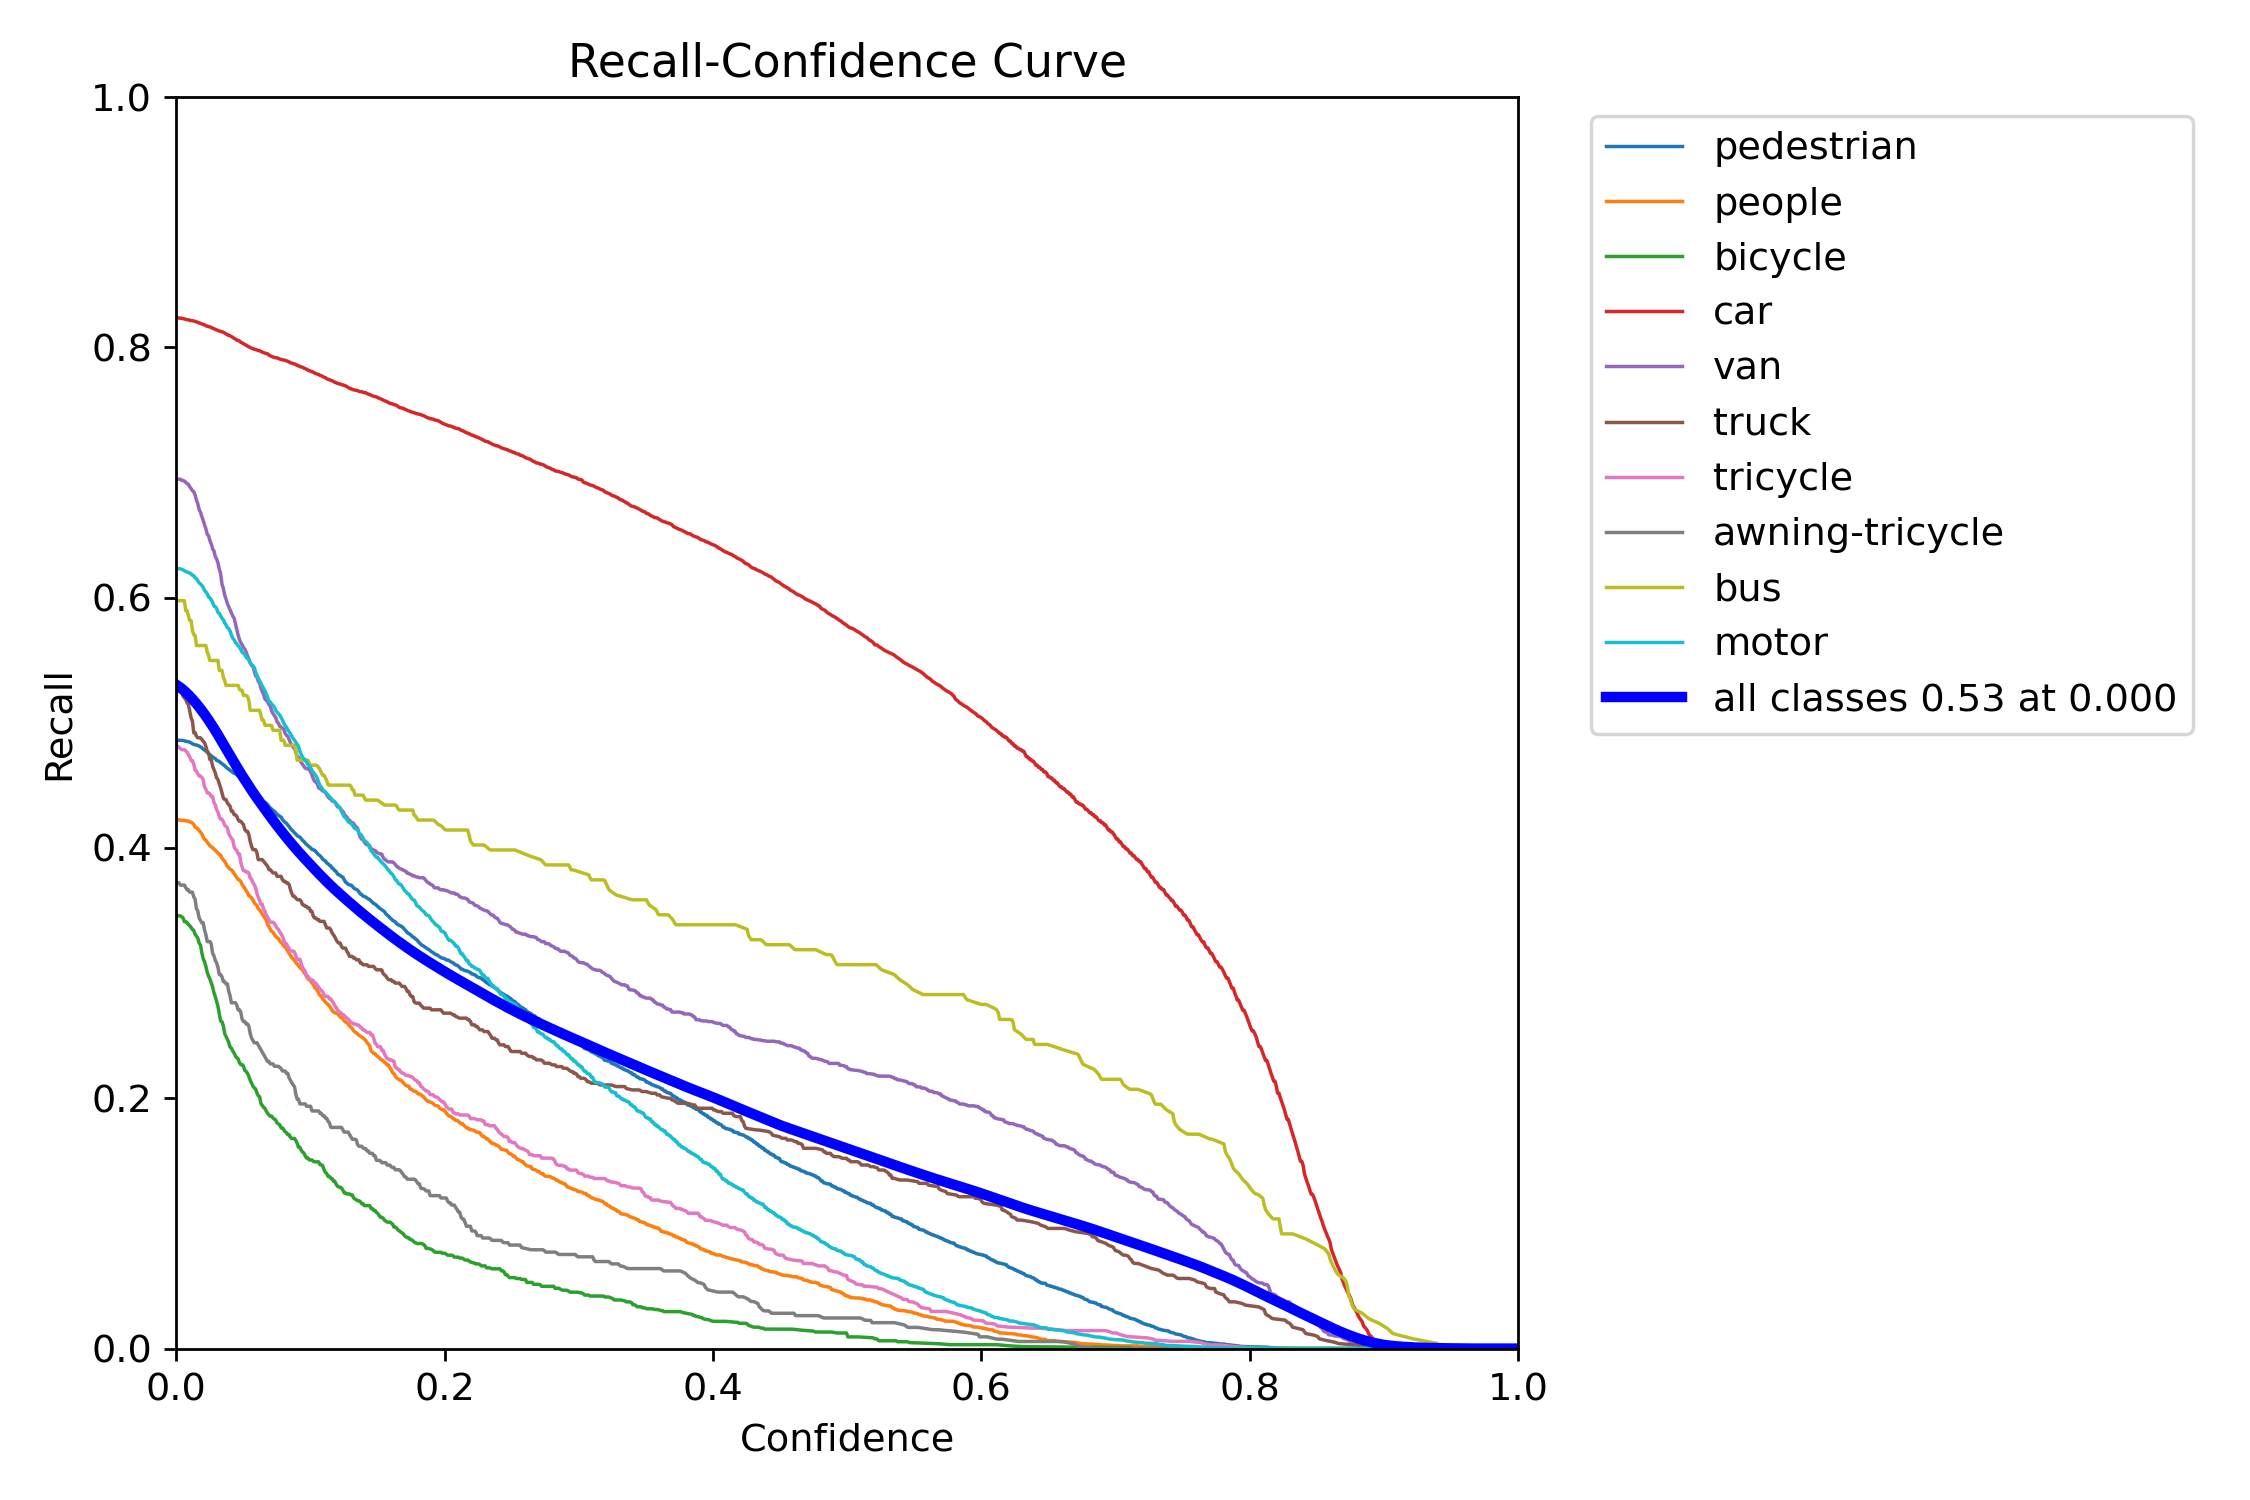 Recall-Confidence Curve
1.0
0.8
0.6
0.4
0.2
0.0
Recall
0.0 0.2 0.4 0.6 0.8 1.0
Confidence
pedestrian
people
bicycle
car
van
truck
tricycle
awning-tricycle
bus
motor
all classes 0.53 at 0.000